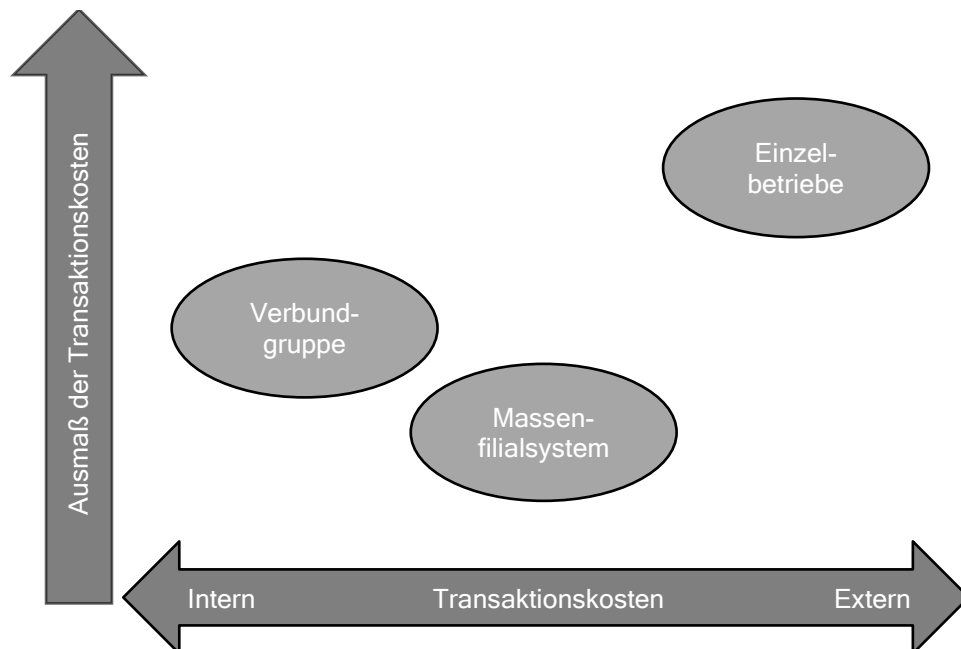 Ausmaß der Transaktionskosten
Einzel-
betriebe
Verbund-
gruppe
Massen-
filialsystem
Intern Transaktionskosten Extern